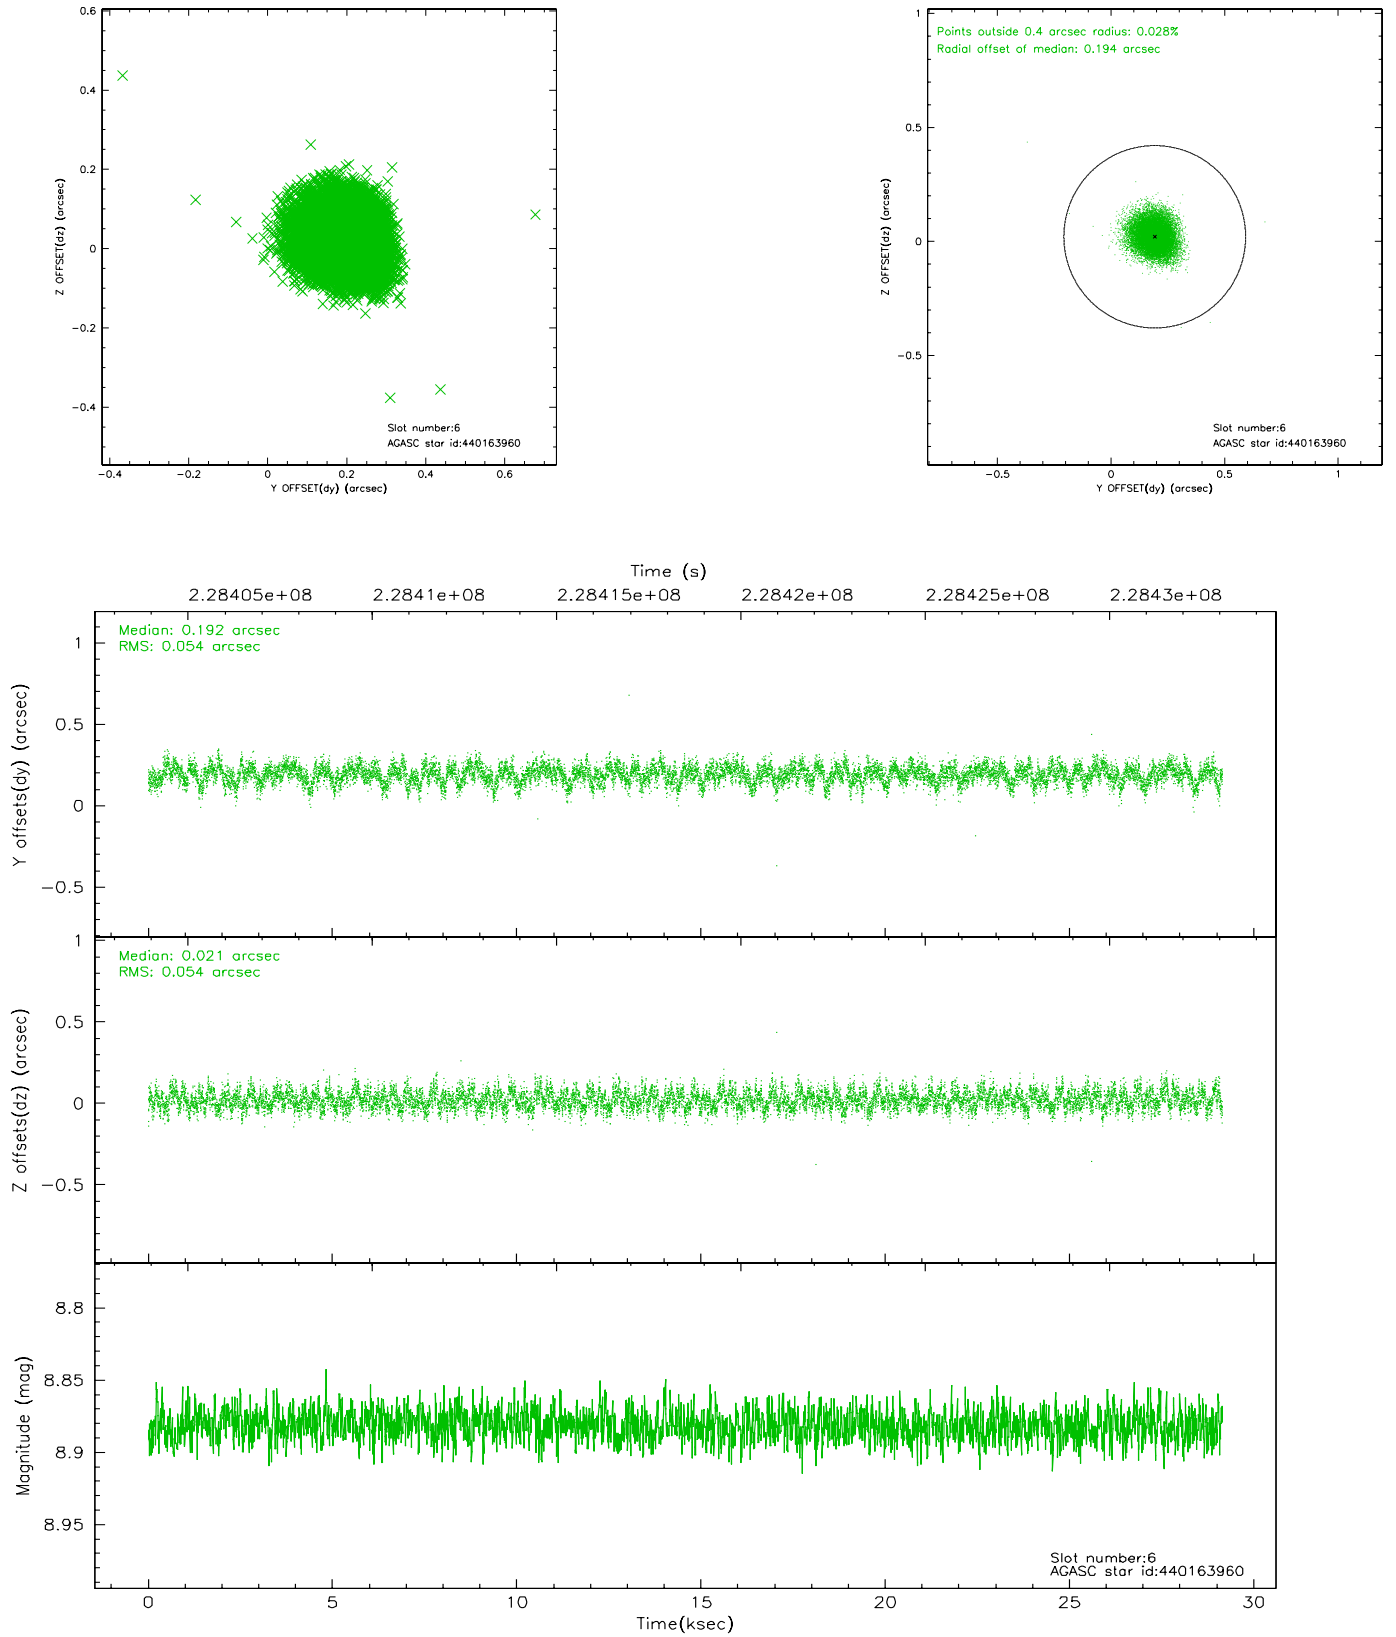 0.6
0.4
0.2
0
-0.2
-0.4
Z OFFSET(dz) (arcsec)
Slot number:6
AGASC star id:440163960
-0.4 -0.2 0 0.2 0.4 0.6
Y OFFSET(dy) (arcsec)
1
0.5
0
-0.5
Z OFFSET(dz) (arcsec)
Points outside 0.4 arcsec radius: 0.028%
Radial offset of median: 0.194 arcsec
Slot number:6
AGASC star id:440163960
-0.5 0 0.5 1
Y OFFSET(dy) (arcsec)
Time (s)
2.28405e+08 2.2841e+08 2.28415e+08 2.2842e+08 2.28425e+08 2.2843e+08
Median: 0.192 arcsec
RMS: 0.054 arcsec
1
0.5
0
-0.5
Y offsets(dy) (arcsec)
Median: 0.021 arcsec
RMS: 0.054 arcsec
1
0.5
0
-0.5
Z offsets(dz) (arcsec)
8.8
8.85
8.9
8.95
Magnitude (mag)
Slot number:6
AGASC star id:440163960
0 5 10 15 20 25 30
Time(ksec)